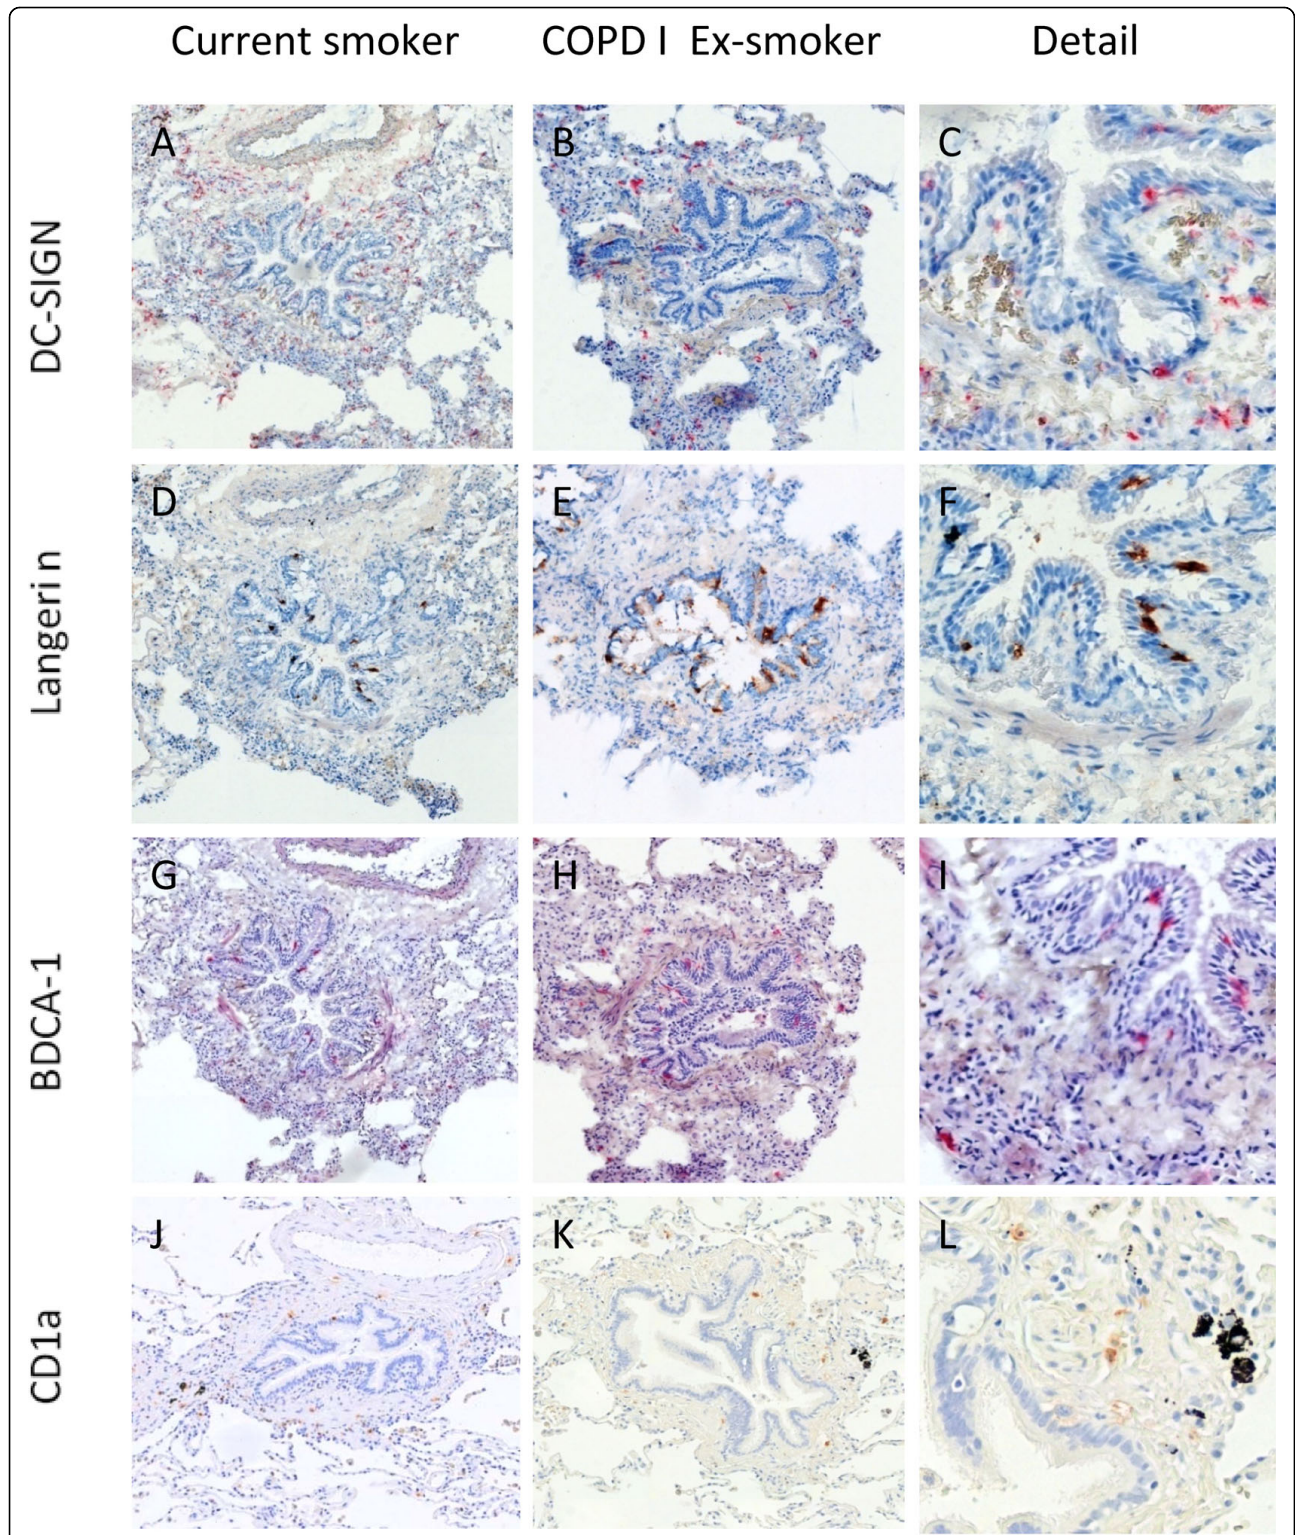 Current smoker
COPD I Ex-smoker
Detail
DC-SIGN
A
B
C
Langeri n
D
E
F
BDCA-1
G
H
I
CD1a
J
K
L